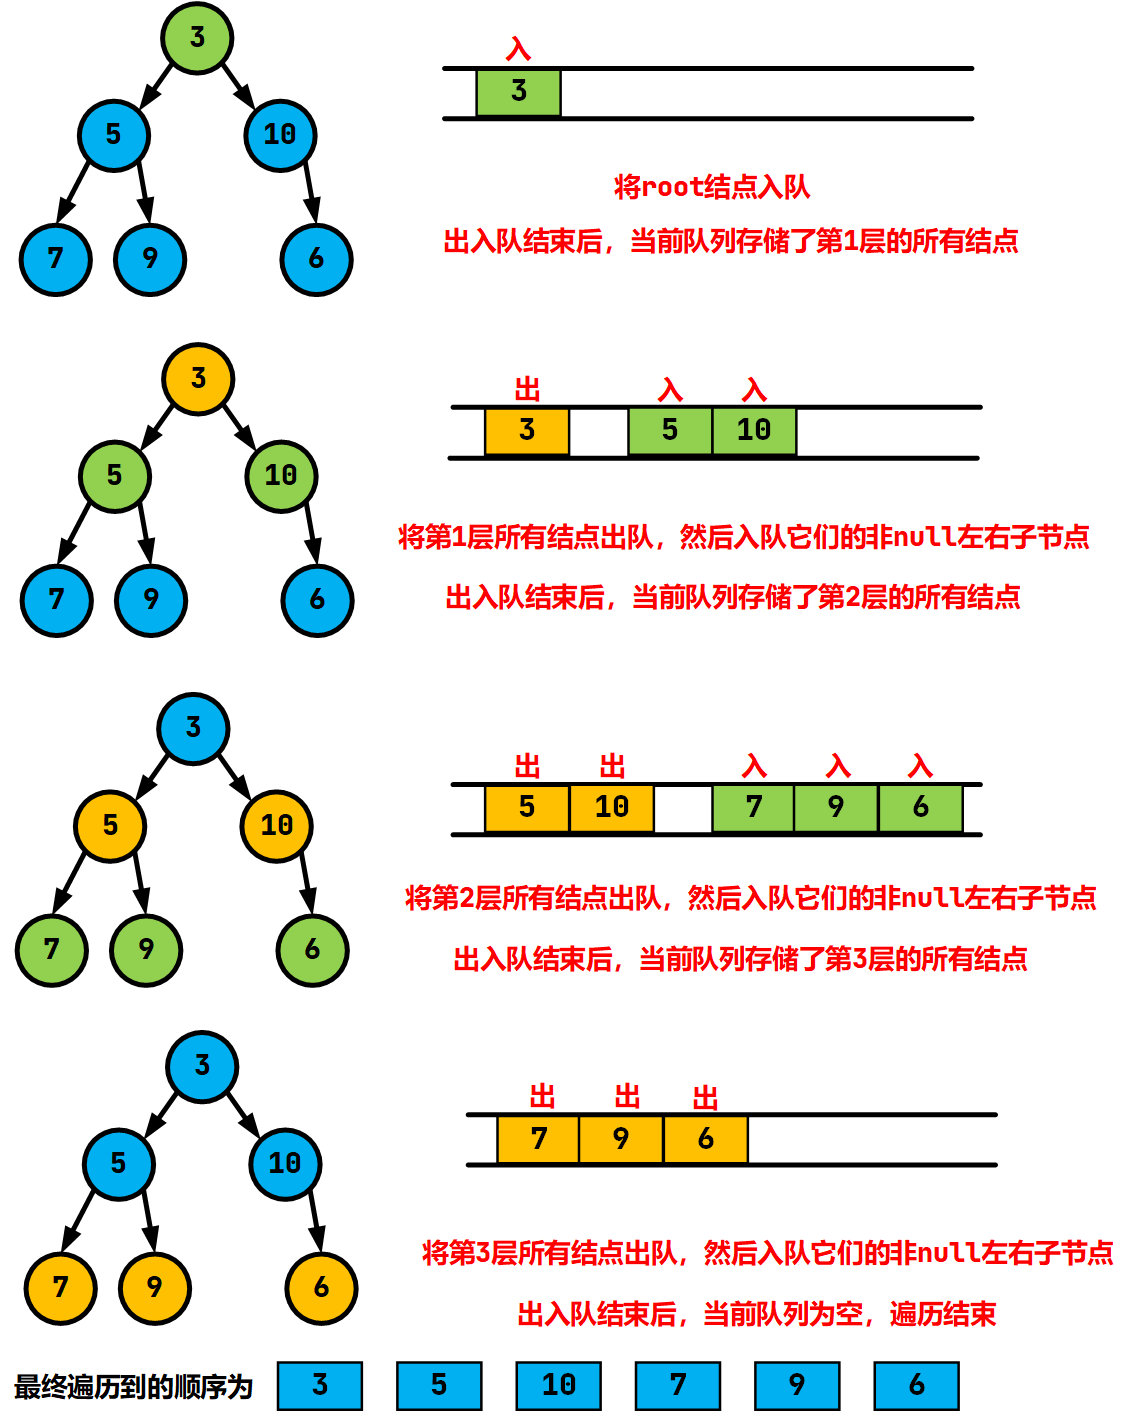 3
入
3
5
10
将root结点入队
出入队结束后，当前队列存储了第1层的所有结点
7
9
6
3
出 入 入
3 5 10
5
10
将第1层所有结点出队，然后入队它们的非null左右子节点
出入队结束后，当前队列存储了第2层的所有结点
7
9
6
3
出 出 入 入 入
5 10 7 9 6
5
10
将第2层所有结点出队，然后入队它们的非null左右子节点
出入队结束后，当前队列存储了第3层的所有结点
7
9
6
3
出 出 出
7 9 6
5
10
将第3层所有结点出队，然后入队它们的非null左右子节点
7
9
6
出入队结束后，当前队列为空，遍历结束
最终遍历到的顺序为 3 5 10 7 9 6